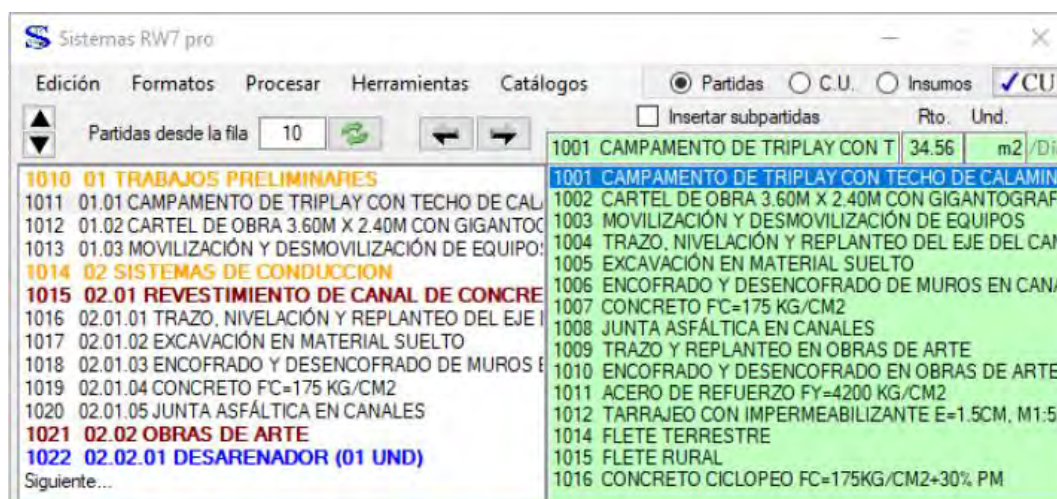 Sistemas RW7 pro
Edición Formatos Procesar Herramientas Catálogos Partidas C.U. Insumos CU
Partidas desde la fila 10 Insertar subpartidas Rto. Und.
1001 CAMPAMENTO DE TRIPLAY CON T 34.56 m2 /Di
1010 01 TRABAJOS PRELIMINARES
1011 01.01 CAMPAMENTO DE TRIPLAY CON TECHO DE CAL
1012 01.02 CARTEL DE OBRA 3.60M X 2.40M CON GIGANTOG
1013 01.03 MOVILIZACIÓN Y DESMOVILIZACIÓN DE EQUIPO
1014 02 SISTEMAS DE CONDUCCION
1015 02.01 REVESTIMIENTO DE CANAL DE CONCRE
1016 02.01.01 TRAZO, NIVELACIÓN Y REPLANTEO DEL EJE
1017 02.01.02 EXCAVACIÓN EN MATERIAL SUELTO
1018 02.01.03 ENCOFRADO Y DESENCOFRADO DE MUROS E
1019 02.01.04 CONCRETO F'C=175 KG/CM2
1020 02.01.05 JUNTA ASFÁLTICA EN CANALES
1021 02.02 OBRAS DE ARTE
1022 02.02.01 DESARENADOR (01 UND)
Siguiente...
1001 CAMPAMENTO DE TRIPLAY CON TECHO DE CALAMIN
1002 CARTEL DE OBRA 3.60M X 2.40M CON GIGANTOGRAF
1003 MOVILIZACIÓN Y DESMOVILIZACIÓN DE EQUIPOS
1004 TRAZO, NIVELACIÓN Y REPLANTEO DEL EJE DEL CAN
1005 EXCAVACIÓN EN MATERIAL SUELTO
1006 ENCOFRADO Y DESENCOFRADO DE MUROS EN CANA
1007 CONCRETO F'C=175 KG/CM2
1008 JUNTA ASFÁLTICA EN CANALES
1009 TRAZO Y REPLANTEO EN OBRAS DE ARTE
1010 ENCOFRADO Y DESENCOFRADO EN OBRAS DE ARTE
1011 ACERO DE REFUERZO FY=4200 KG/CM2
1012 TARRAJEO CON IMPERMEABILIZANTE E=1.5CM, M1:5
1014 FLETE TERRESTRE
1015 FLETE RURAL
1016 CONCRETO CICLOPEO FC=175KG/CM2+30% PM